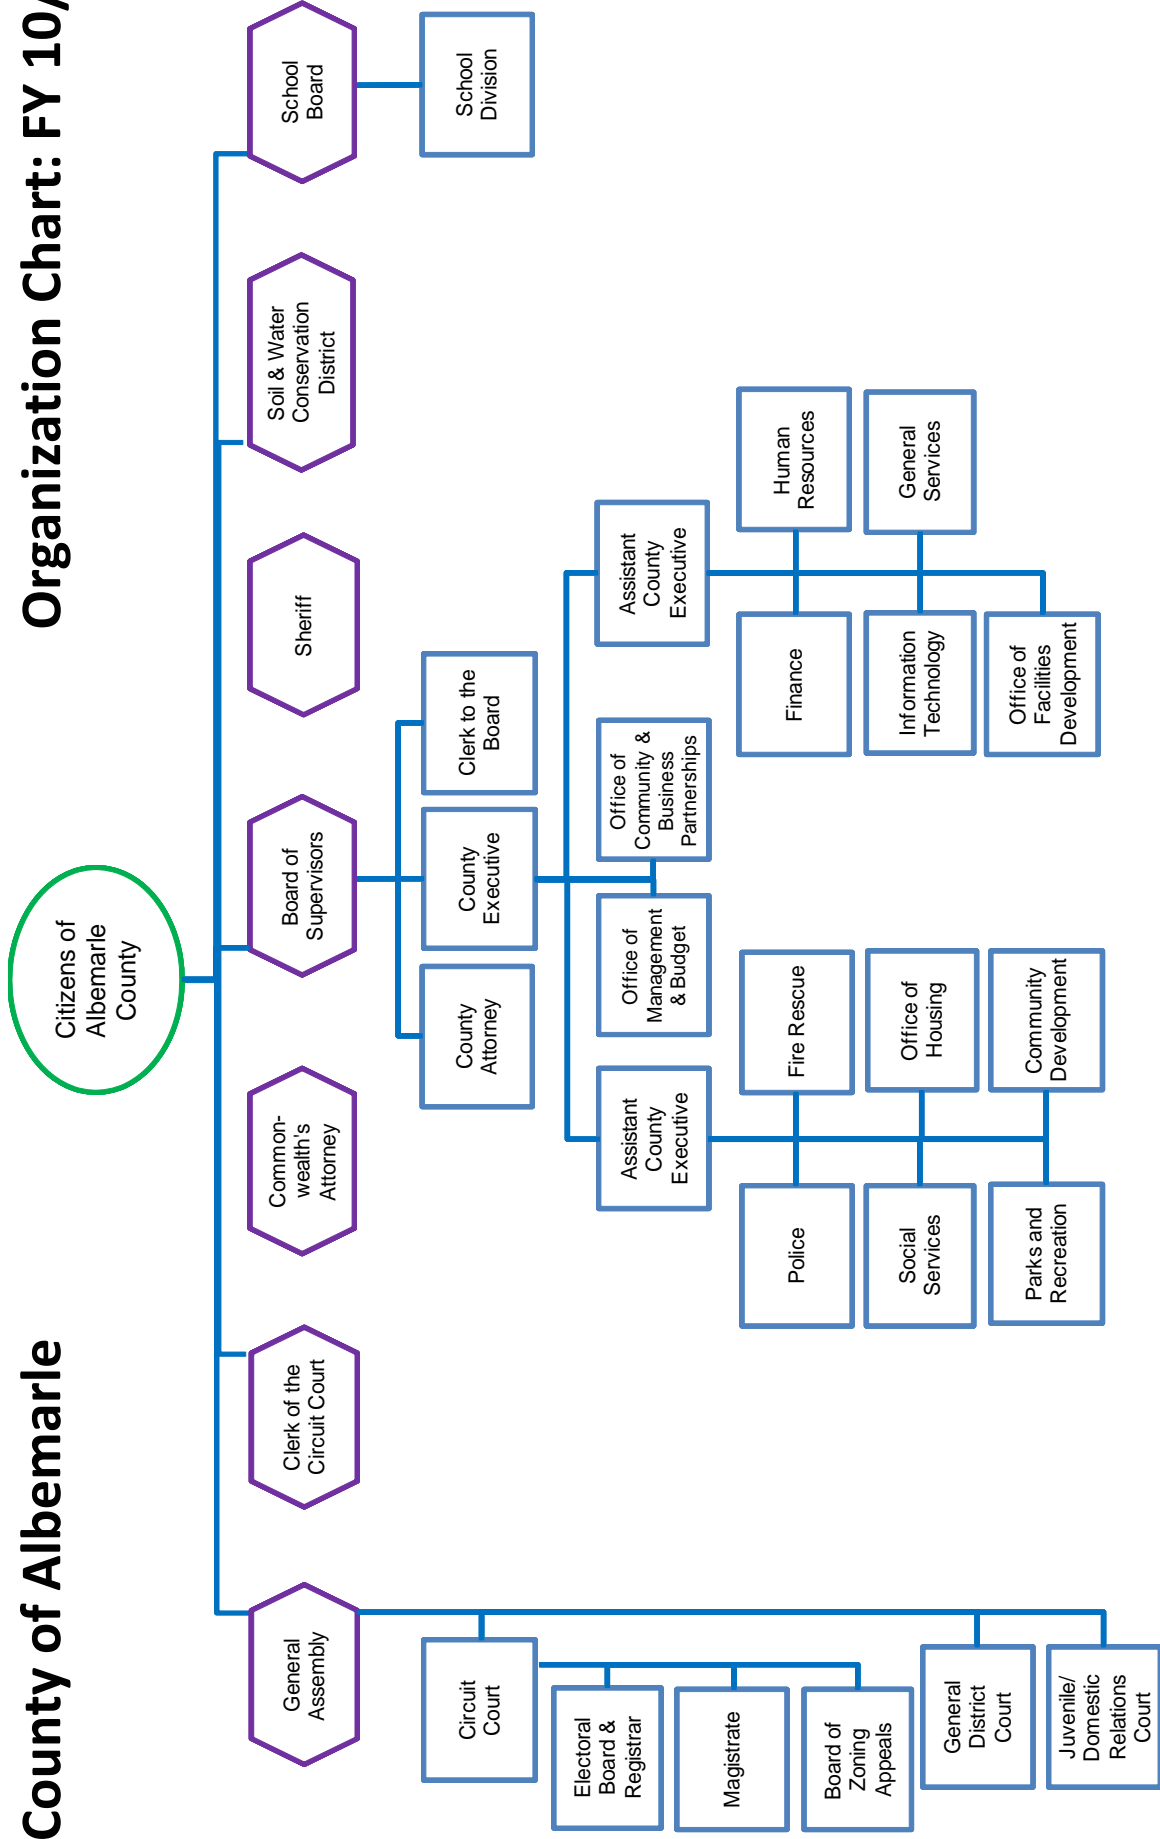 County of Albemarle
Organization Chart: FY 10/
Citizens of
Albemarle
County
General
Assembly
Clerk of the
Circuit Court
Common-
wealth's
Attorney
Board of
Supervisors
Sheriff
Soil & Water
Conservation
District
School
Board
Circuit
Court
County
Attorney
County
Executive
Clerk to the
Board
School
Division
Electoral
Board &
Registrar
Magistrate
Board of
Zoning
Appeals
General
District
Court
Juvenile/
Domestic
Relations
Court
Assistant
County
Executive
Office of
Management
& Budget
Office of
Community &
Business
Partnerships
Assistant
County
Executive
Police
Fire Rescue
Social
Services
Office of
Housing
Parks and
Recreation
Community
Development
Finance
Human
Resources
Information
Technology
General
Services
Office of
Facilities
Development